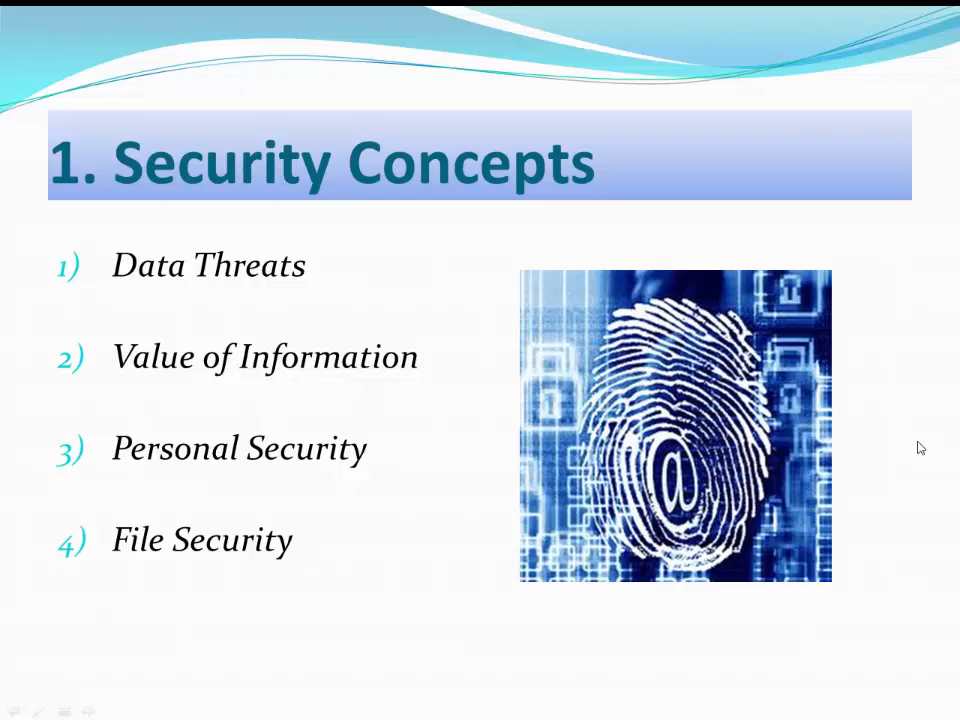 1. Security Concepts
1) Data Threats
2) Value of Information
3) Personal Security
4) File Security
@